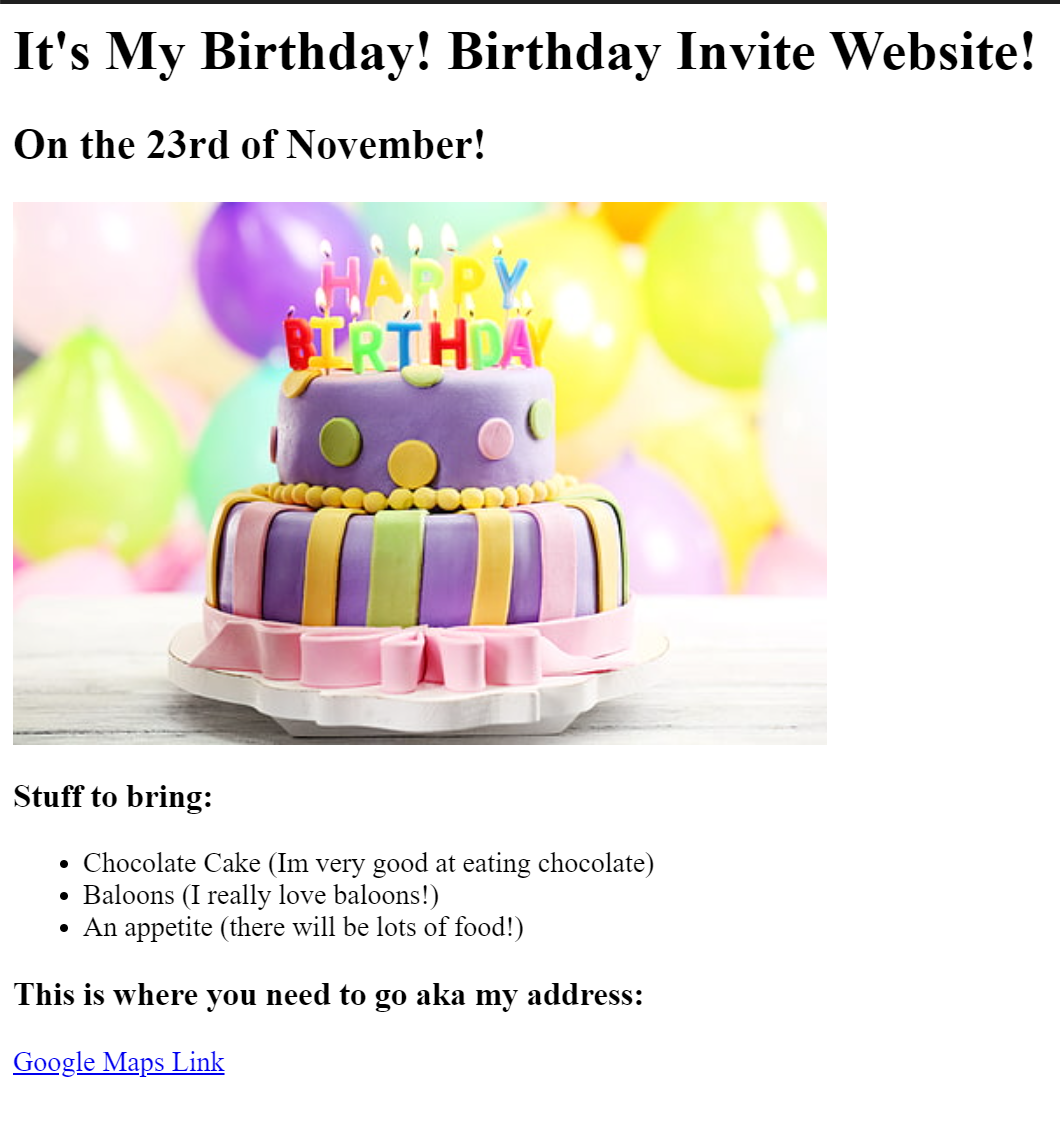 It's My Birthday! Birthday Invite Website!
On the 23rd of November!
HAPPY
BIRTHDAY
Stuff to bring:
Chocolate Cake (Im very good at eating chocolate)
Baloons (I really love baloons!)
An appetite (there will be lots of food!)
This is where you need to go aka my address:
Google Maps Link